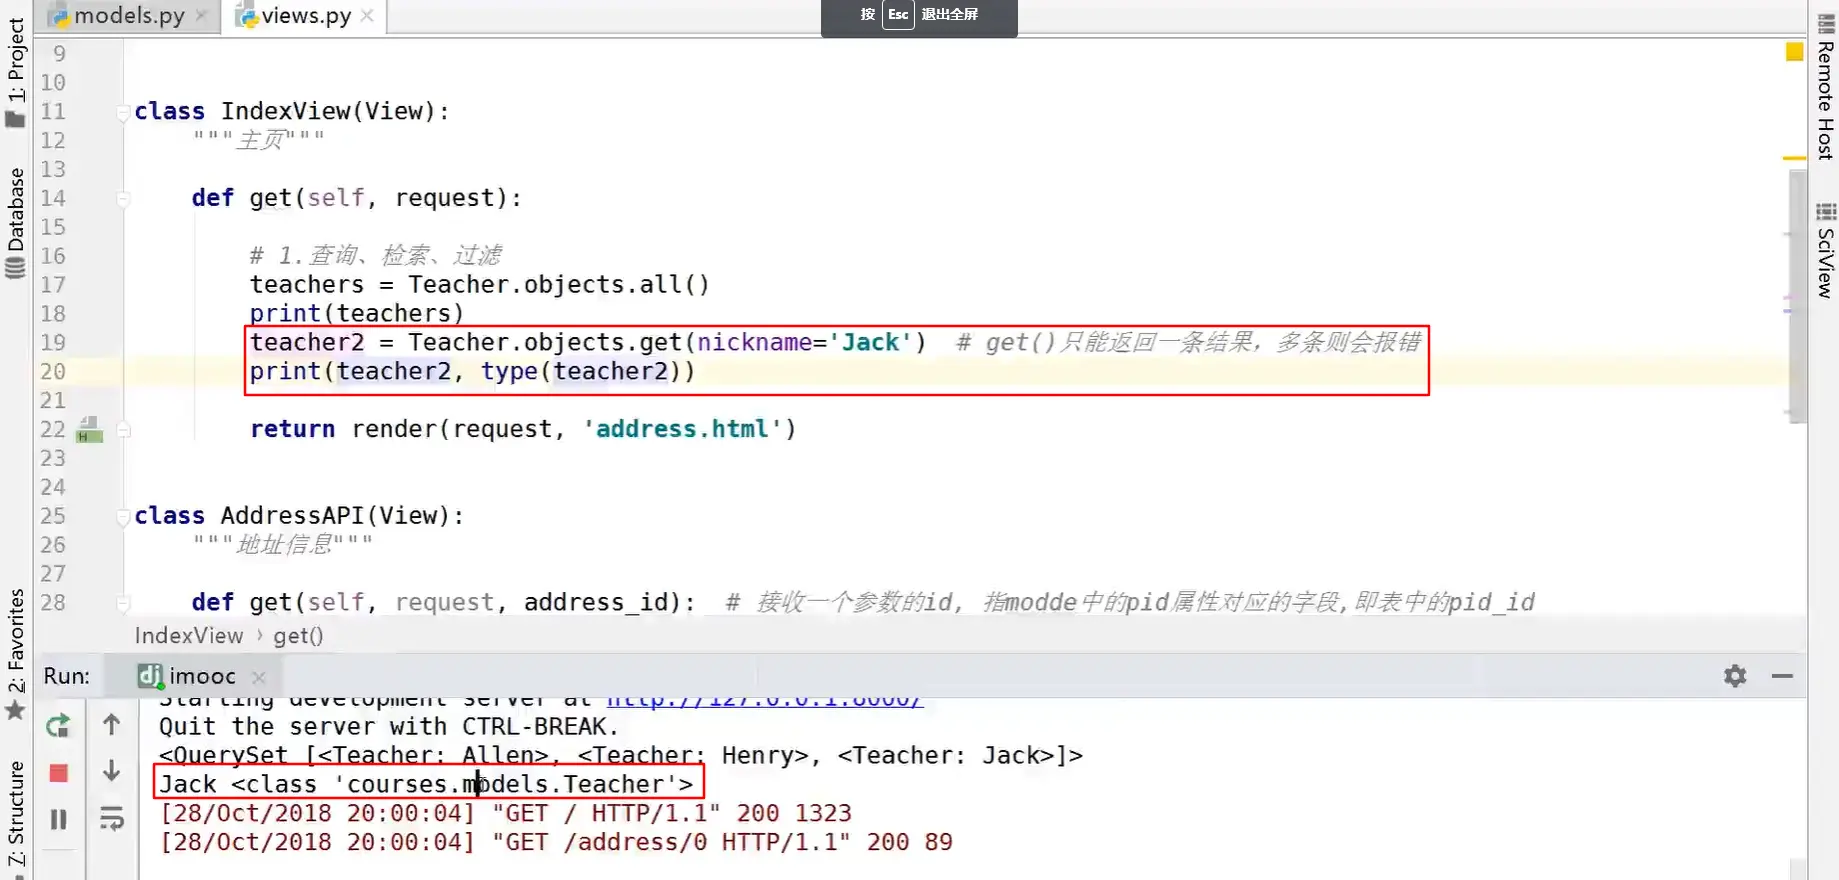 models.py
views.py
按 Esc 退出全屏
1: Project
Database
2: Favorites
7: Structure
Remote Host
SciView
9
10
11 class IndexView(View):
12 """主页"""
13
14 def get(self, request):
15
16 # 1.查询、检索、过滤
17 teachers = Teacher.objects.all()
18 print(teachers)
19 teacher2 = Teacher.objects.get(nickname='Jack') # get()只能返回一条结果，多条则会报错
20 print(teacher2, type(teacher2))
21
22 return render(request, 'address.html')
23
24
25 class AddressAPI(View):
26 """地址信息"""
27
28 def get(self, request, address_id): # 接收一个参数的id, 指modde中的pid属性对应的字段,即表中的pid_id
IndexView › get()
Run: imooc
Starting development server at http://127.0.0.1:8000/
Quit the server with CTRL-BREAK.
<QuerySet [<Teacher: Allen>, <Teacher: Henry>, <Teacher: Jack>]>
Jack <class 'courses.models.Teacher'>
[28/Oct/2018 20:00:04] "GET / HTTP/1.1" 200 1323
[28/Oct/2018 20:00:04] "GET /address/0 HTTP/1.1" 200 89